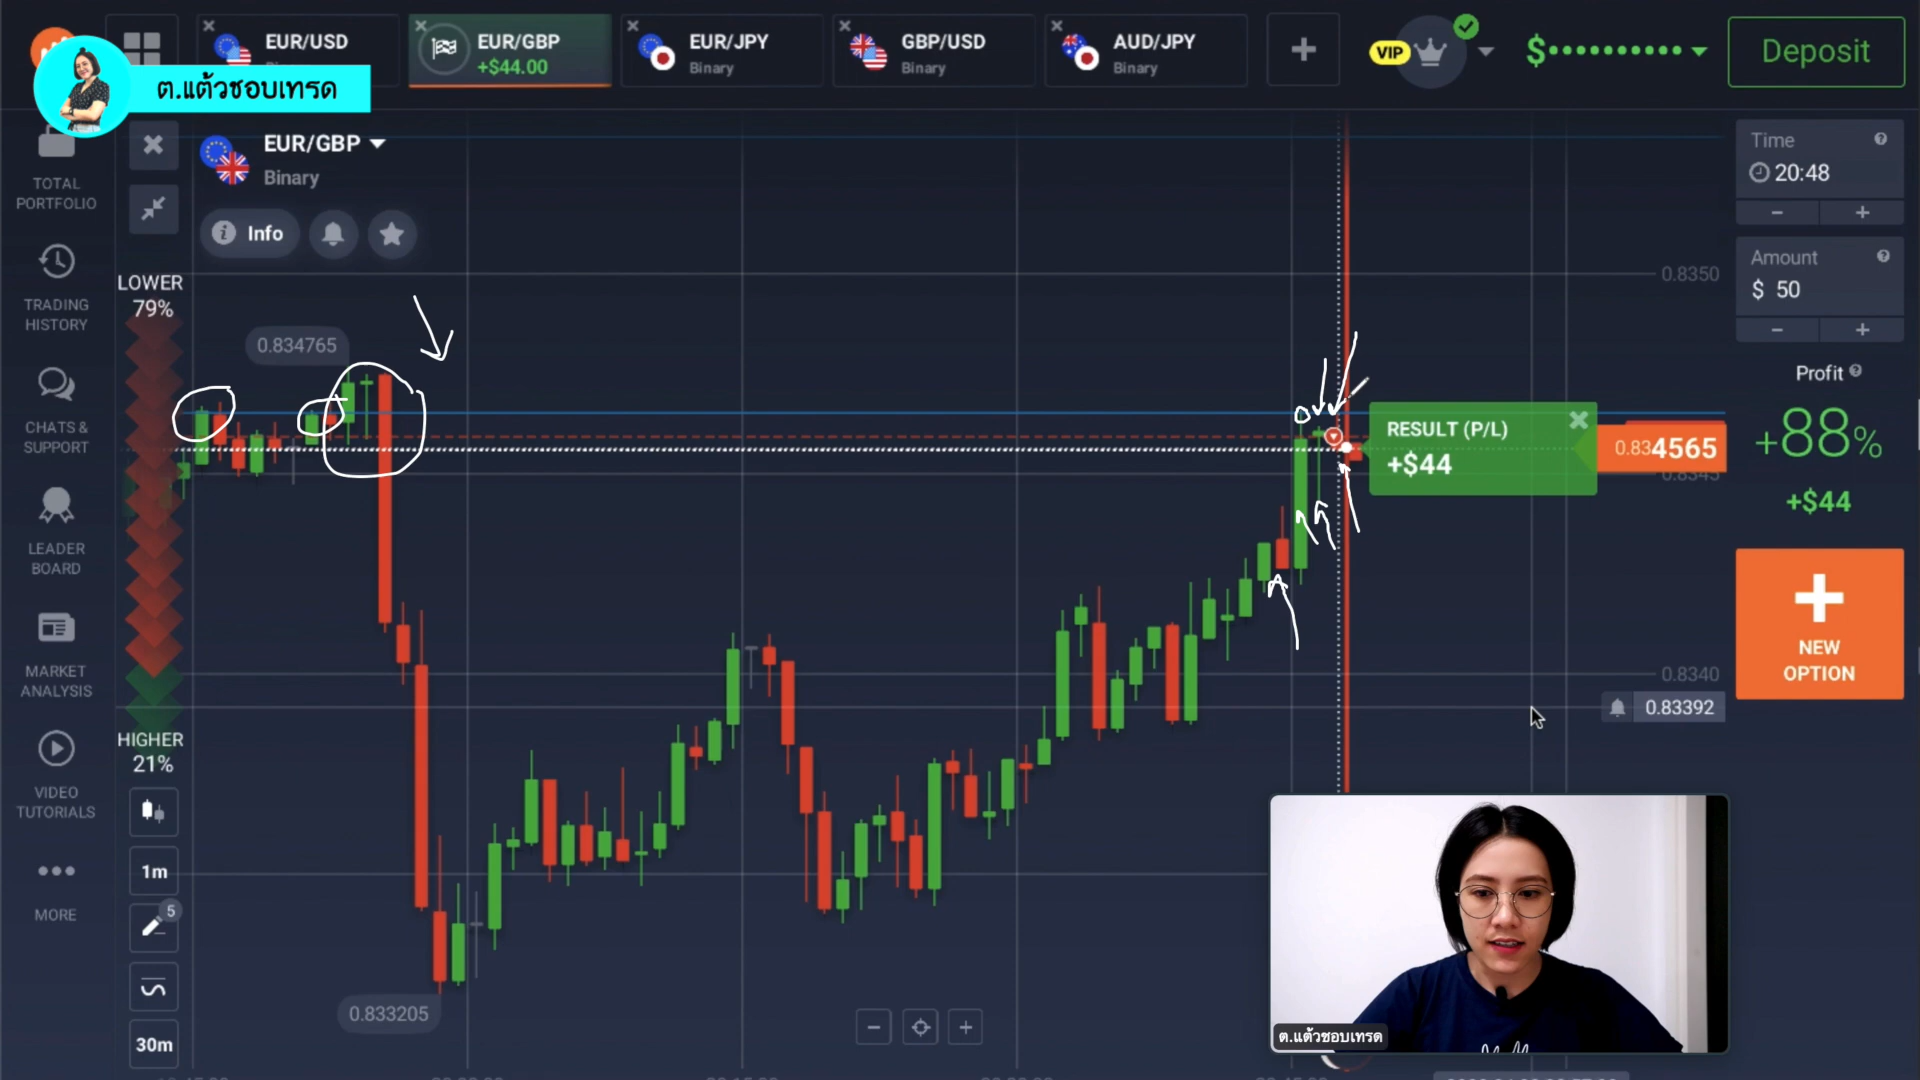 EUR/USD
EUR/GBP
+$44.00
EUR/JPY
Binary
GBP/USD
Binary
AUD/JPY
Binary
VIP
$
Deposit
ต.แต้วชอบเทรด
EUR/GBP
Binary
Info
TOTAL
PORTFOLIO
TRADING
HISTORY
CHATS &
SUPPORT
LEADER
BOARD
MARKET
ANALYSIS
VIDEO
TUTORIALS
MORE
LOWER
79%
HIGHER
21%
5
1m
30m
0.834765
0.833205
RESULT (P/L)
+$44
0.8350
0.834565
0.8345
0.8340
0.83392
Time
20:48
Amount
$ 50
Profit
+88%
+$44
NEW
OPTION
ต.แต้วชอบเทรด